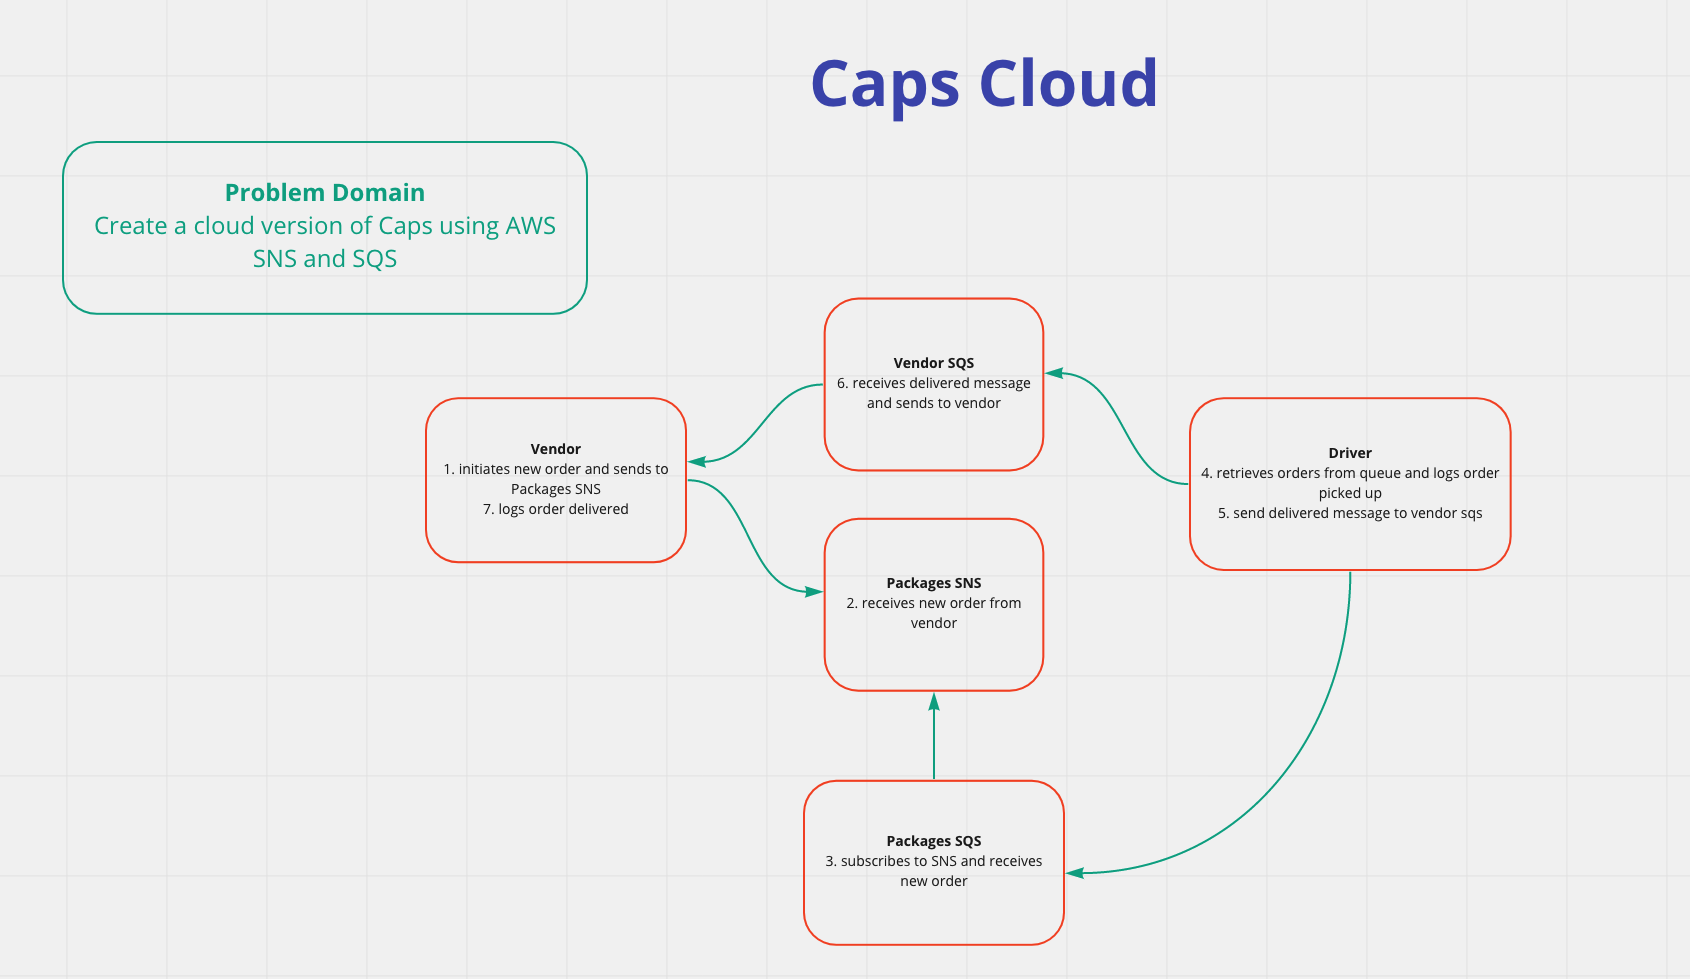 Caps Cloud
Problem Domain
Create a cloud version of Caps using AWS
SNS and SQS
Vendor SQS
6. receives delivered message
and sends to vendor
Vendor
1. initiates new order and sends to
Packages SNS
7. logs order delivered
Driver
4. retrieves orders from queue and logs order
picked up
5. send delivered message to vendor sqs
Packages SNS
2. receives new order from
vendor
Packages SQS
3. subscribes to SNS and receives
new order